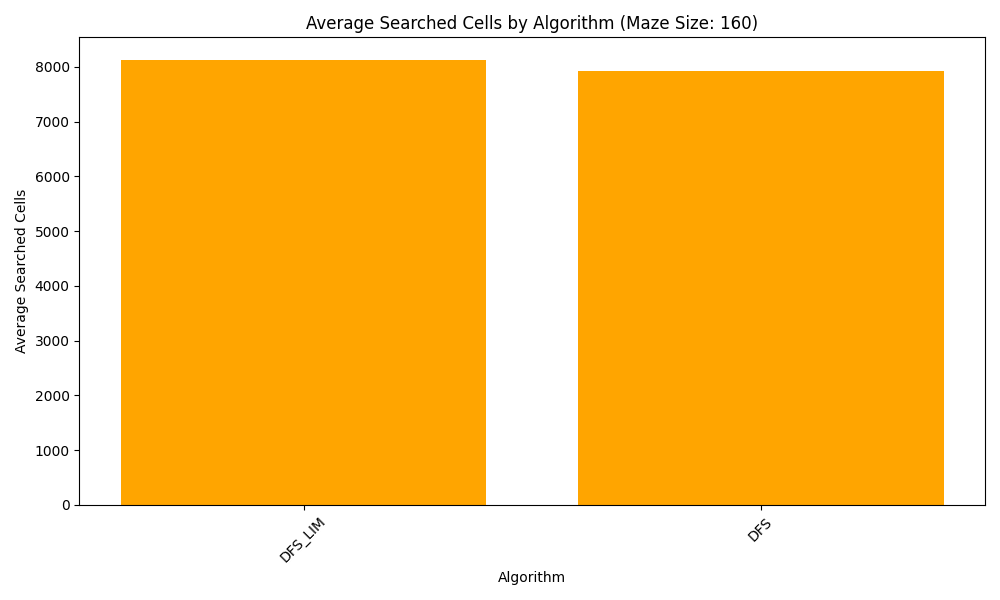 Average Searched Cells by Algorithm (Maze Size: 160)
Average Searched Cells
8000
7000
6000
5000
4000
3000
2000
1000
0
DFS_LIM
DFS
Algorithm